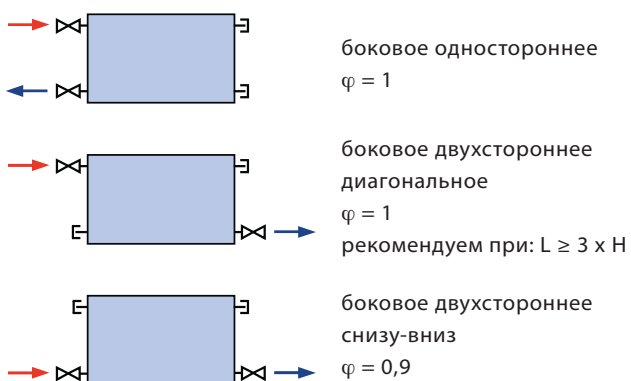 боковое одностороннее
φ = 1
боковое двухстороннее
диагональное
φ = 1
рекомендуем при: L ≥ 3 x H
боковое двухстороннее
снизу-вниз
φ = 0,9